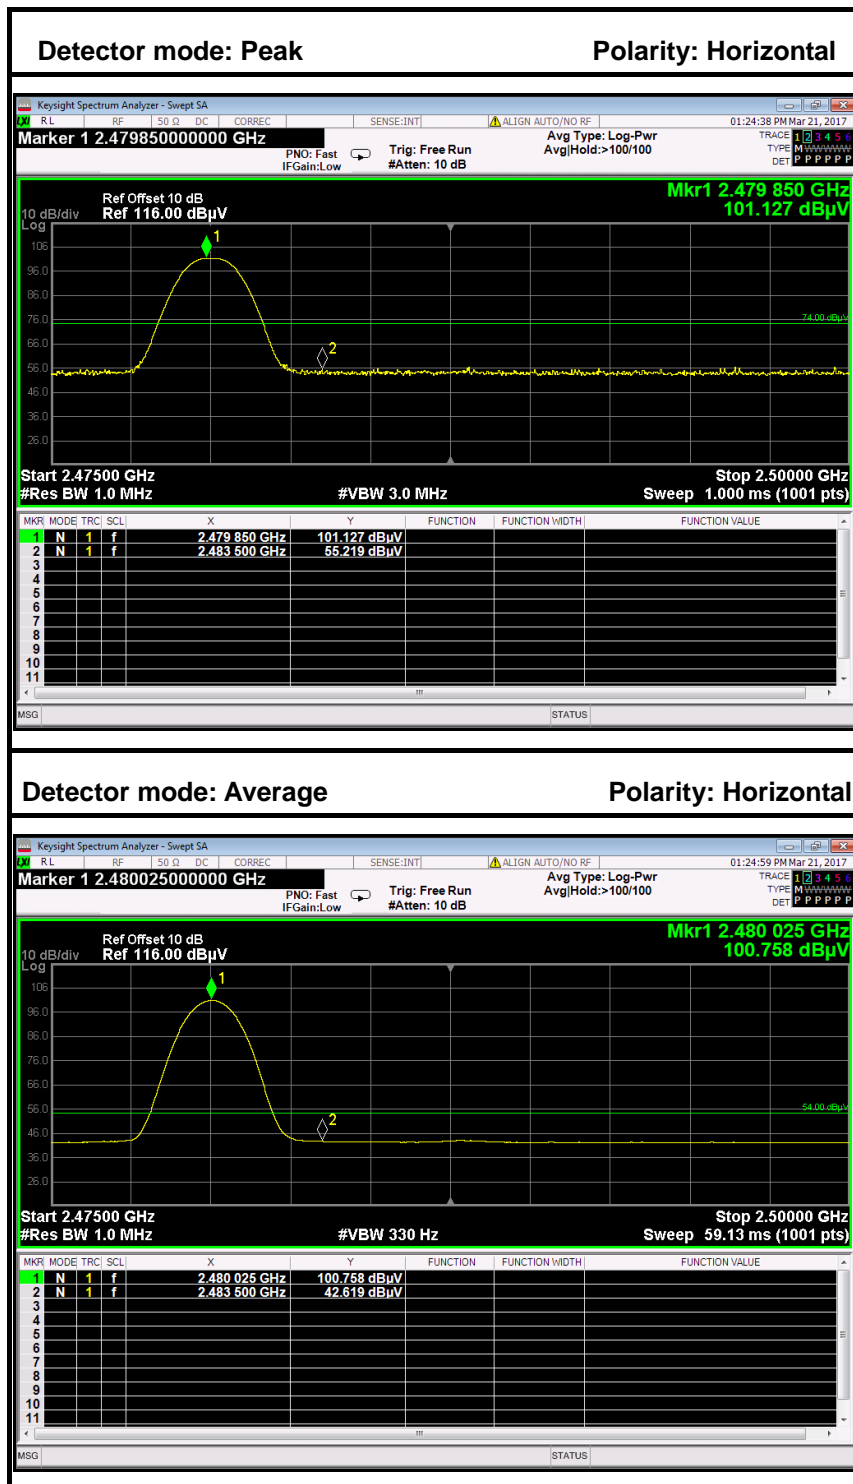 Detector mode: Peak Polarity: Horizontal
Keysight Spectrum Analyzer - Swept SA
LXI RL RF 50 Ω DC CORREC SENSE:INT ALIGN AUTO/NO RF 01:24:38 PM Mar 21, 2017
Marker 1 2.479850000000 GHz Avg Type: Log-Pwr TRACE 1 2 3 4 5 6
PNO: Fast Trig: Free Run Avg|Hold:>100/100 TYPE M WWWWW
IFGain:Low #Atten: 10 dB DET P P P P P P
Mkr1 2.479 850 GHz
Ref Offset 10 dB
10 dB/div Ref 116.00 dBµV 101.127 dBµV
Log
1
106
96.0
86.0
76.0
74.00 dBµV
66.0
2
56.0
46.0
36.0
26.0
Start 2.47500 GHz Stop 2.50000 GHz
#Res BW 1.0 MHz #VBW 3.0 MHz Sweep 1.000 ms (1001 pts)
MKR MODE TRC SCL X Y FUNCTION FUNCTION WIDTH FUNCTION VALUE
1 N 1 f 2.479 850 GHz 101.127 dBµV
2 N 1 f 2.483 500 GHz 55.219 dBµV
3
4
5
6
7
8
9
10
11
MSG STATUS
Detector mode: Average Polarity: Horizontal
Keysight Spectrum Analyzer - Swept SA
LXI RL RF 50 Ω DC CORREC SENSE:INT ALIGN AUTO/NO RF 01:24:59 PM Mar 21, 2017
Marker 1 2.480025000000 GHz Avg Type: Log-Pwr TRACE 1 2 3 4 5 6
PNO: Fast Trig: Free Run Avg|Hold:>100/100 TYPE M WWWWW
IFGain:Low #Atten: 10 dB DET P P P P P P
Mkr1 2.480 025 GHz
Ref Offset 10 dB
10 dB/div Ref 116.00 dBµV 100.758 dBµV
Log
1
106
96.0
86.0
76.0
66.0
56.0
54.00 dBµV
2
46.0
36.0
26.0
Start 2.47500 GHz Stop 2.50000 GHz
#Res BW 1.0 MHz #VBW 330 Hz Sweep 59.13 ms (1001 pts)
MKR MODE TRC SCL X Y FUNCTION FUNCTION WIDTH FUNCTION VALUE
1 N 1 f 2.480 025 GHz 100.758 dBµV
2 N 1 f 2.483 500 GHz 42.619 dBµV
3
4
5
6
7
8
9
10
11
MSG STATUS